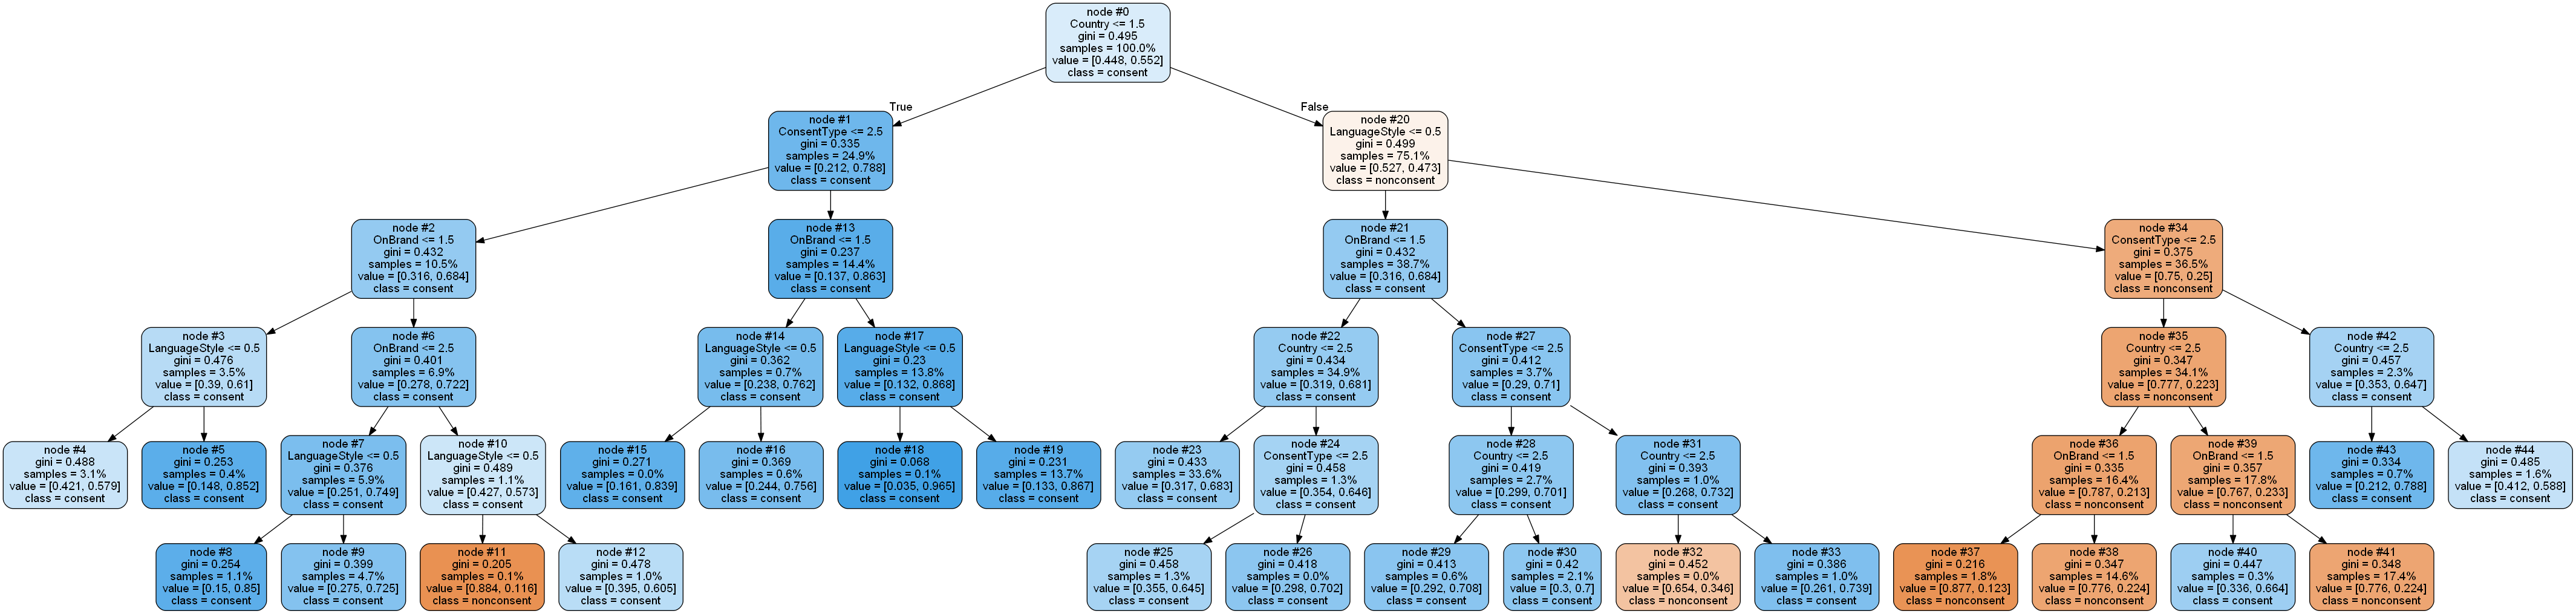 node #0
Country <= 1.5
gini = 0.495
samples = 100.0%
value = [0.448, 0.552]
class = consent
True
False
node #1
ConsentType <= 2.5
gini = 0.335
samples = 24.9%
value = [0.212, 0.788]
class = consent
node #20
LanguageStyle <= 0.5
gini = 0.499
samples = 75.1%
value = [0.527, 0.473]
class = nonconsent
node #2
OnBrand <= 1.5
gini = 0.432
samples = 10.5%
value = [0.316, 0.684]
class = consent
node #13
OnBrand <= 1.5
gini = 0.237
samples = 14.4%
value = [0.137, 0.863]
class = consent
node #21
OnBrand <= 1.5
gini = 0.432
samples = 38.7%
value = [0.316, 0.684]
class = consent
node #34
ConsentType <= 2.5
gini = 0.375
samples = 36.5%
value = [0.75, 0.25]
class = nonconsent
node #3
LanguageStyle <= 0.5
gini = 0.476
samples = 3.5%
value = [0.39, 0.61]
class = consent
node #6
OnBrand <= 2.5
gini = 0.401
samples = 6.9%
value = [0.278, 0.722]
class = consent
node #14
LanguageStyle <= 0.5
gini = 0.362
samples = 0.7%
value = [0.238, 0.762]
class = consent
node #17
LanguageStyle <= 0.5
gini = 0.23
samples = 13.8%
value = [0.132, 0.868]
class = consent
node #22
Country <= 2.5
gini = 0.434
samples = 34.9%
value = [0.319, 0.681]
class = consent
node #27
ConsentType <= 2.5
gini = 0.412
samples = 3.7%
value = [0.29, 0.71]
class = consent
node #35
Country <= 2.5
gini = 0.347
samples = 34.1%
value = [0.777, 0.223]
class = nonconsent
node #42
Country <= 2.5
gini = 0.457
samples = 2.3%
value = [0.353, 0.647]
class = consent
node #4
gini = 0.488
samples = 3.1%
value = [0.421, 0.579]
class = consent
node #5
gini = 0.253
samples = 0.4%
value = [0.148, 0.852]
class = consent
node #7
LanguageStyle <= 0.5
gini = 0.376
samples = 5.9%
value = [0.251, 0.749]
class = consent
node #10
LanguageStyle <= 0.5
gini = 0.489
samples = 1.1%
value = [0.427, 0.573]
class = consent
node #15
gini = 0.271
samples = 0.0%
value = [0.161, 0.839]
class = consent
node #16
gini = 0.369
samples = 0.6%
value = [0.244, 0.756]
class = consent
node #18
gini = 0.068
samples = 0.1%
value = [0.035, 0.965]
class = consent
node #19
gini = 0.231
samples = 13.7%
value = [0.133, 0.867]
class = consent
node #23
gini = 0.433
samples = 33.6%
value = [0.317, 0.683]
class = consent
node #24
ConsentType <= 2.5
gini = 0.458
samples = 1.3%
value = [0.354, 0.646]
class = consent
node #28
Country <= 2.5
gini = 0.419
samples = 2.7%
value = [0.299, 0.701]
class = consent
node #31
Country <= 2.5
gini = 0.393
samples = 1.0%
value = [0.268, 0.732]
class = consent
node #36
OnBrand <= 1.5
gini = 0.335
samples = 16.4%
value = [0.787, 0.213]
class = nonconsent
node #39
OnBrand <= 1.5
gini = 0.357
samples = 17.8%
value = [0.767, 0.233]
class = nonconsent
node #43
gini = 0.334
samples = 0.7%
value = [0.212, 0.788]
class = consent
node #44
gini = 0.485
samples = 1.6%
value = [0.412, 0.588]
class = consent
node #8
gini = 0.254
samples = 1.1%
value = [0.15, 0.85]
class = consent
node #9
gini = 0.399
samples = 4.7%
value = [0.275, 0.725]
class = consent
node #11
gini = 0.205
samples = 0.1%
value = [0.884, 0.116]
class = nonconsent
node #12
gini = 0.478
samples = 1.0%
value = [0.395, 0.605]
class = consent
node #25
gini = 0.458
samples = 1.3%
value = [0.355, 0.645]
class = consent
node #26
gini = 0.418
samples = 0.0%
value = [0.298, 0.702]
class = consent
node #29
gini = 0.413
samples = 0.6%
value = [0.292, 0.708]
class = consent
node #30
gini = 0.42
samples = 2.1%
value = [0.3, 0.7]
class = consent
node #32
gini = 0.452
samples = 0.0%
value = [0.654, 0.346]
class = nonconsent
node #33
gini = 0.386
samples = 1.0%
value = [0.261, 0.739]
class = consent
node #37
gini = 0.216
samples = 1.8%
value = [0.877, 0.123]
class = nonconsent
node #38
gini = 0.347
samples = 14.6%
value = [0.776, 0.224]
class = nonconsent
node #40
gini = 0.447
samples = 0.3%
value = [0.336, 0.664]
class = consent
node #41
gini = 0.348
samples = 17.4%
value = [0.776, 0.224]
class = nonconsent